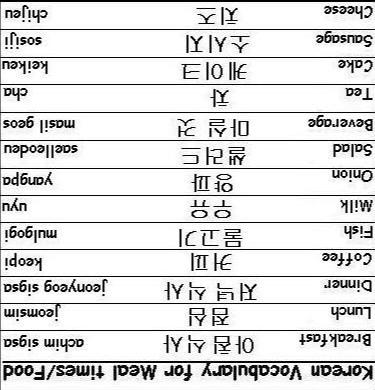 Korean Vocabulary for Meal times/Food
Breakfast 아침식사 achim sigsa
Lunch 점심 jeomsim
Dinner 저녁 식사 jeonyeog sigsa
Coffee 커피 keopi
Fish 물고기 mulgogi
Milk 우유 uyu
Onion 양파 yangpa
Salad 샐러드 saelleodeu
Beverage 마실 것 masil geos
Tea 차 cha
Cake 케이크 keikeu
Sausage 소시지 sosiji
Cheese 치즈 chijeu